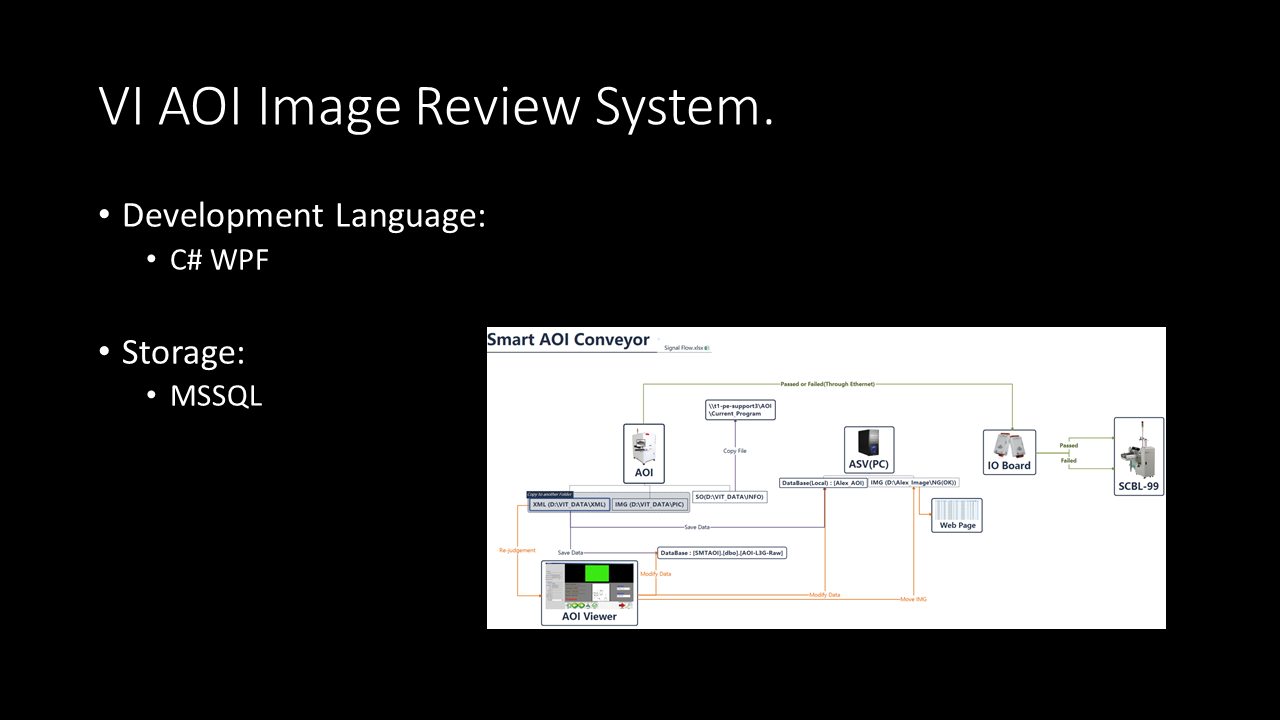 VI AOI Image Review System.
• Development Language:
• C# WPF
• Storage:
• MSSQL
Smart AOI Conveyor
Signal Flow.xlsx
Passed or Failed(Through Ethernet)
\\t1-pe-support3\AOI
\Current_Program
Copy File
AOI
ASV(PC)
IO Board
Passed
Failed
SCBL-99
Copy to another Folder
XML (D:\VIT_DATA\XML)
IMG (D:\VIT_DATA\PIC)
SO(D:\VIT_DATA\INFO)
DataBase(Local) : [Alex_AOI]
IMG (D:\Alex_Image\NG(OK))
Web Page
Save Data
Re-judgement
Save Data
DataBase : [SMTAOI].[dbo].[AOI-L3G-Raw]
Modify Data
Modify Data
Move IMG
AOI Viewer